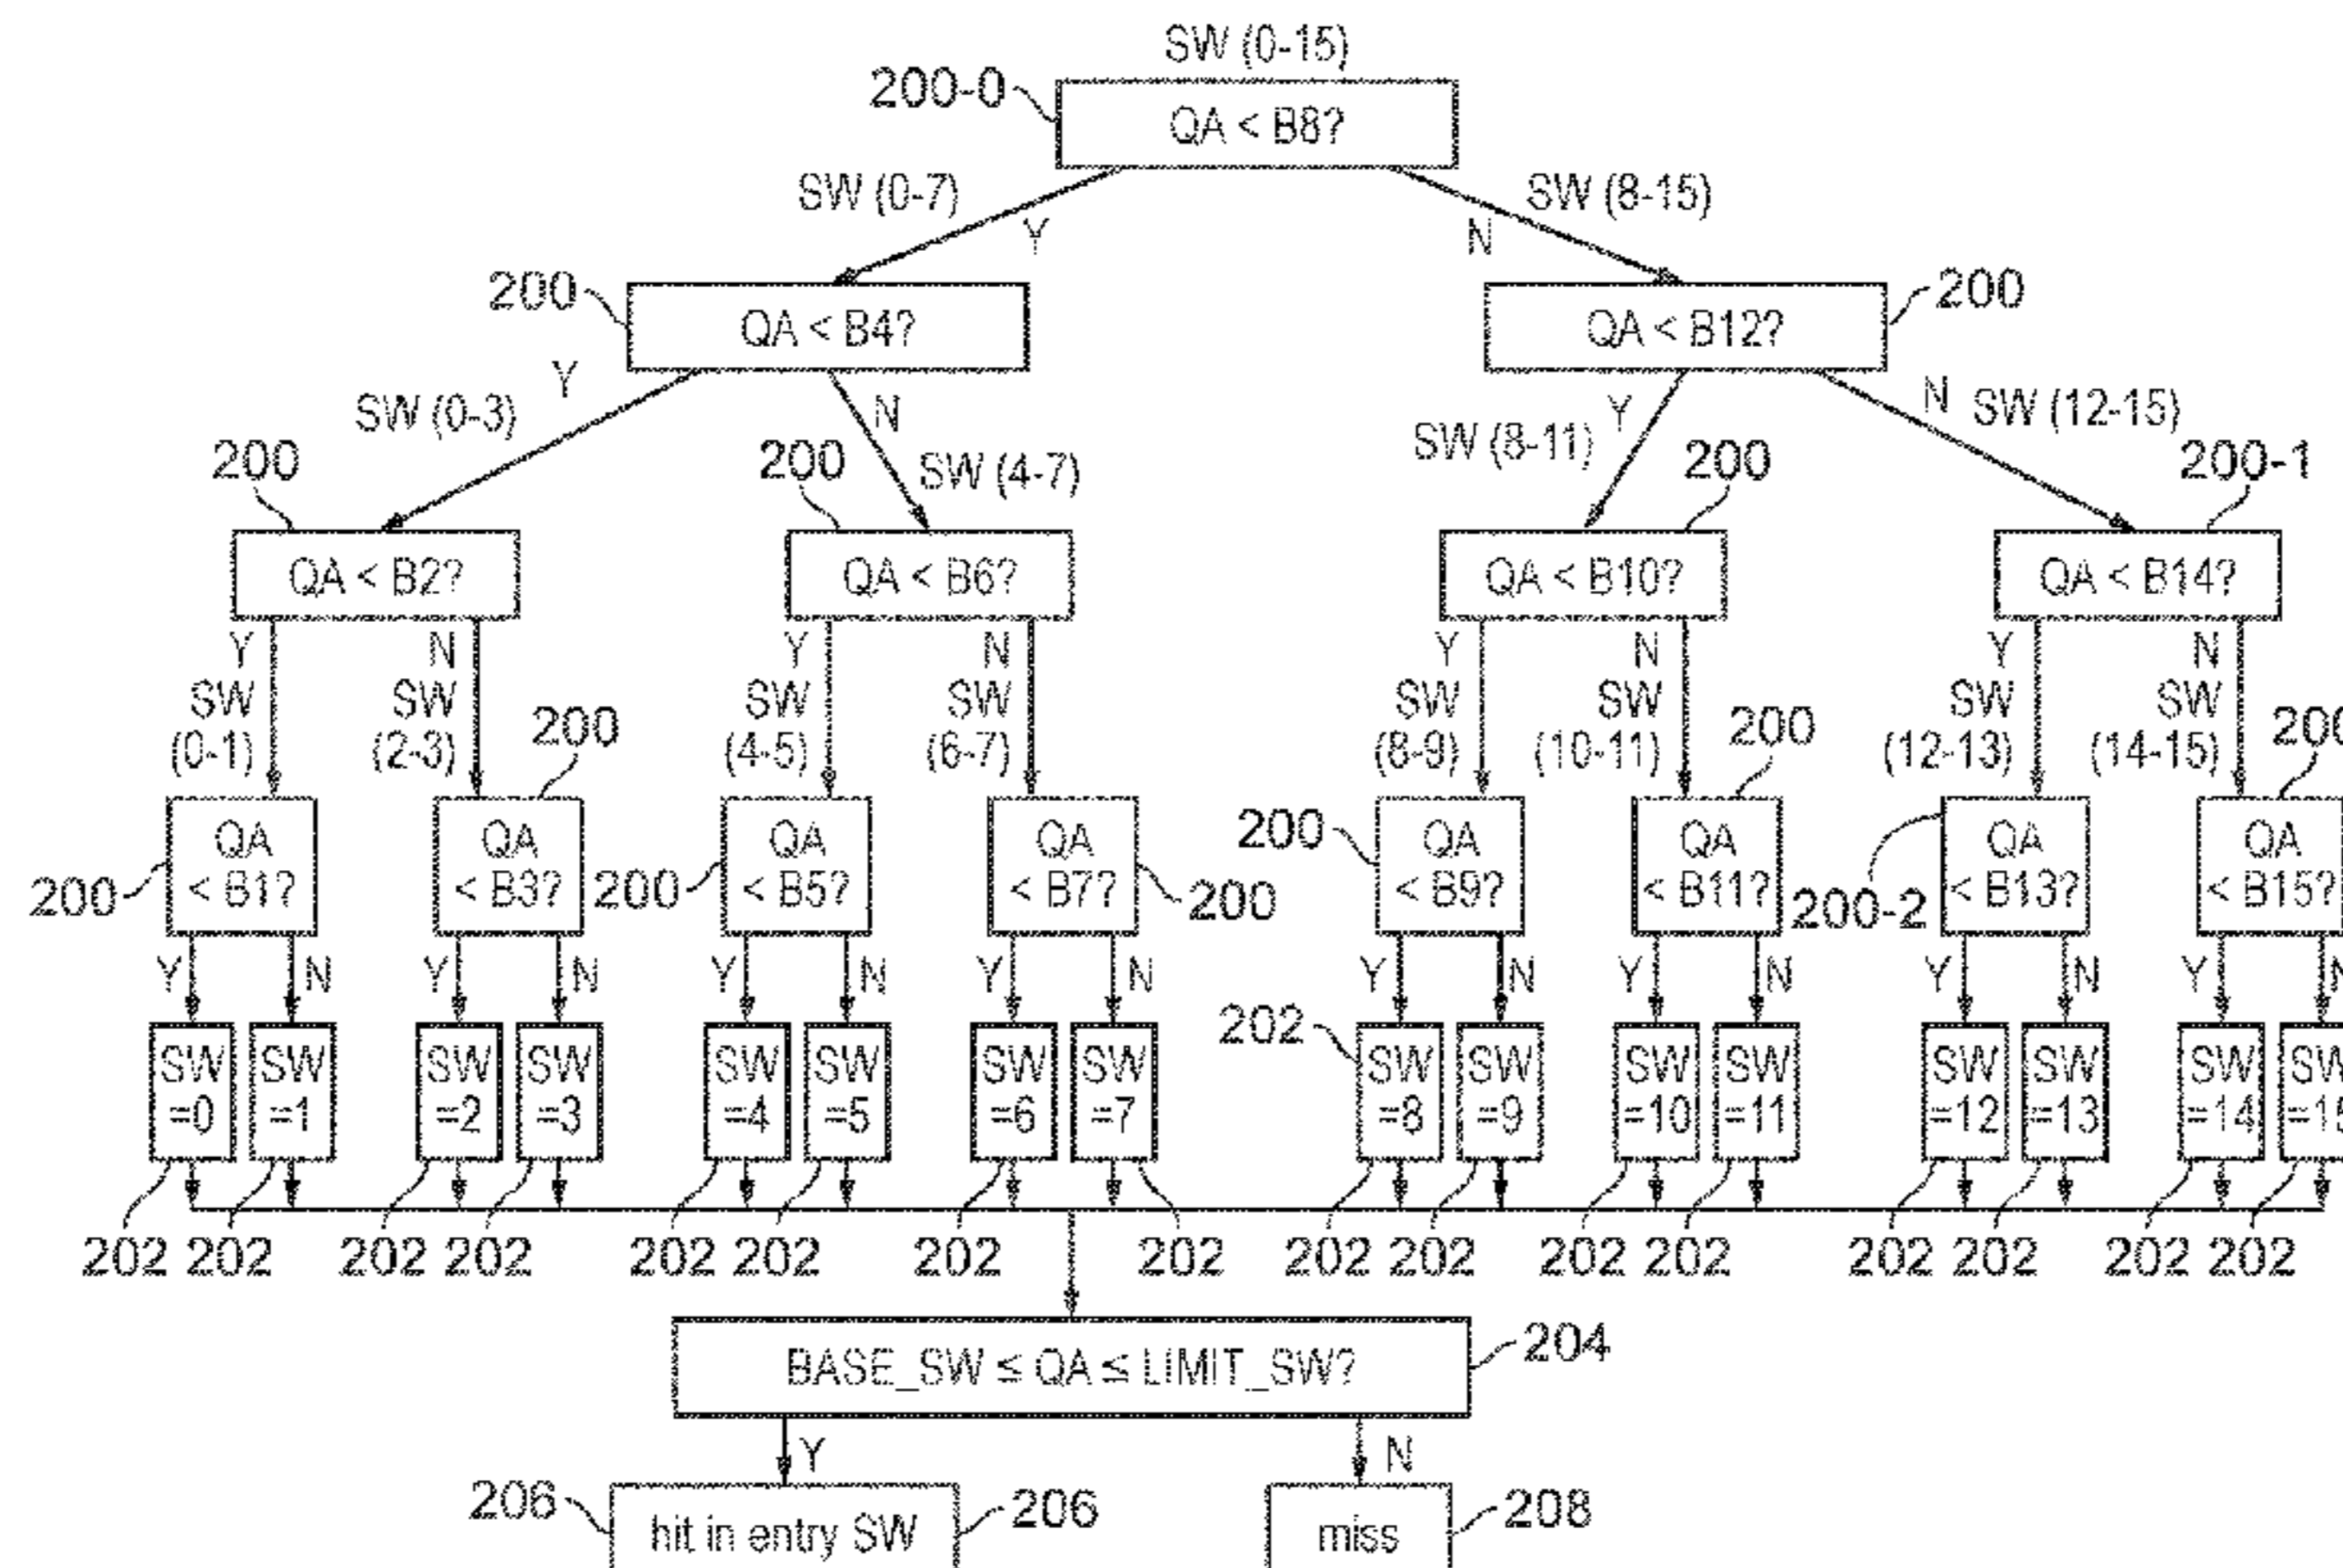 SW (0-15)
200-0
QA < B8?
SW (0-7)
Y
N
SW (8-15)
200
QA < B4?
QA < B12?
200
Y
SW (0-3)
N
SW (4-7)
Y
SW (8-11)
N
SW (12-15)
200
200
200
200-1
QA < B2?
QA < B6?
QA < B10?
QA < B14?
Y
N
Y
N
Y
N
Y
N
SW
(0-1)
SW
(2-3)
SW
(4-5)
SW
(6-7)
SW
(8-9)
SW
(10-11)
SW
(12-13)
SW
(14-15)
200
200
200
200
QA
< B1?
200
QA
< B3?
200
QA
< B5?
200
QA
< B7?
200
QA
< B9?
QA
< B11?
200-2
QA
< B13?
QA
< B15?
Y
N
Y
N
Y
N
Y
N
Y
N
Y
N
Y
N
Y
N
202
SW
=0
SW
=1
SW
=2
SW
=3
SW
=4
SW
=5
SW
=6
SW
=7
SW
=8
SW
=9
SW
=10
SW
=11
SW
=12
SW
=13
SW
=14
SW
=15
202 202 202 202 202 202 202 202 202 202 202 202 202 202 202 202
BASE_SW ≤ QA ≤ LIMIT_SW?
204
Y
N
206
hit in entry SW
206
miss
208